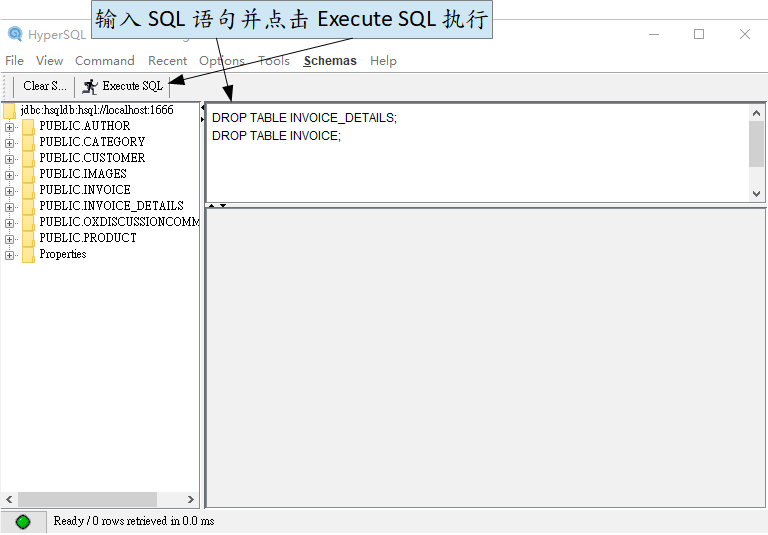 输入 SQL 语句并点击 Execute SQL 执行
HyperSQL
File View Command Recent Options Tools Schemas Help
Clear S... Execute SQL
jdbc:hsqldb:hsql://localhost:1666
PUBLIC.AUTHOR
PUBLIC.CATEGORY
PUBLIC.CUSTOMER
PUBLIC.IMAGES
PUBLIC.INVOICE
PUBLIC.INVOICE_DETAILS
PUBLIC.OXDISCUSSIONCOMM
PUBLIC.PRODUCT
Properties
DROP TABLE INVOICE_DETAILS;
DROP TABLE INVOICE;
Ready / 0 rows retrieved in 0.0 ms